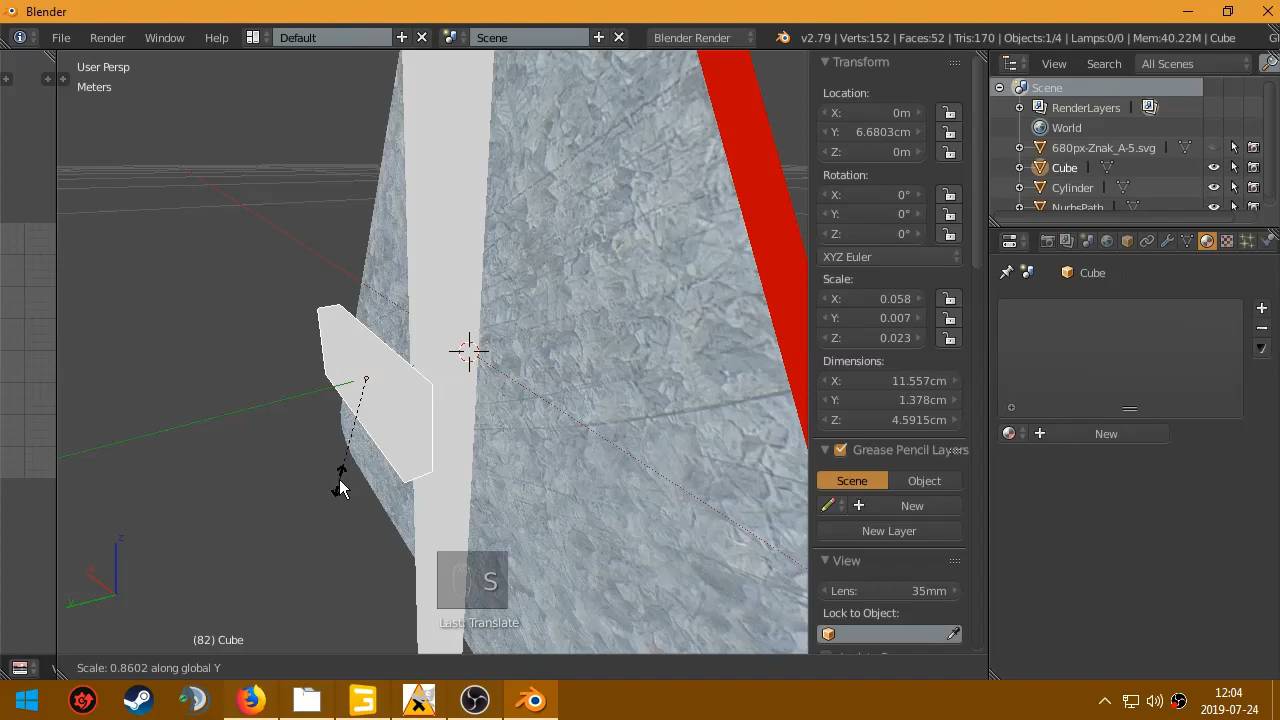 Blender
File Render Window Help Default Scene Blender Render v2.79 | Verts:152 | Faces:52 | Tris:170 | Objects:1/4 | Lamps:0/0 | Mem:40.22M | Cube
User Persp
Meters
Transform
Location:
X: 0m
Y: 6.6803cm
Z: 0m
Rotation:
X: 0°
Y: 0°
Z: 0°
XYZ Euler
Scale:
X: 0.058
Y: 0.007
Z: 0.023
Dimensions:
X: 11.557cm
Y: 1.378cm
Z: 4.5915cm
Grease Pencil Layers
Scene Object
New
New Layer
View
Lens: 35mm
Lock to Object:
View Search All Scenes
Scene
RenderLayers
World
680px-Znak_A-5.svg
Cube
Cylinder
NurbsPath
Cube
New
S
Last: Translate
z
x
y
(82) Cube
Scale: 0.8602 along global Y
12:04
2019-07-24